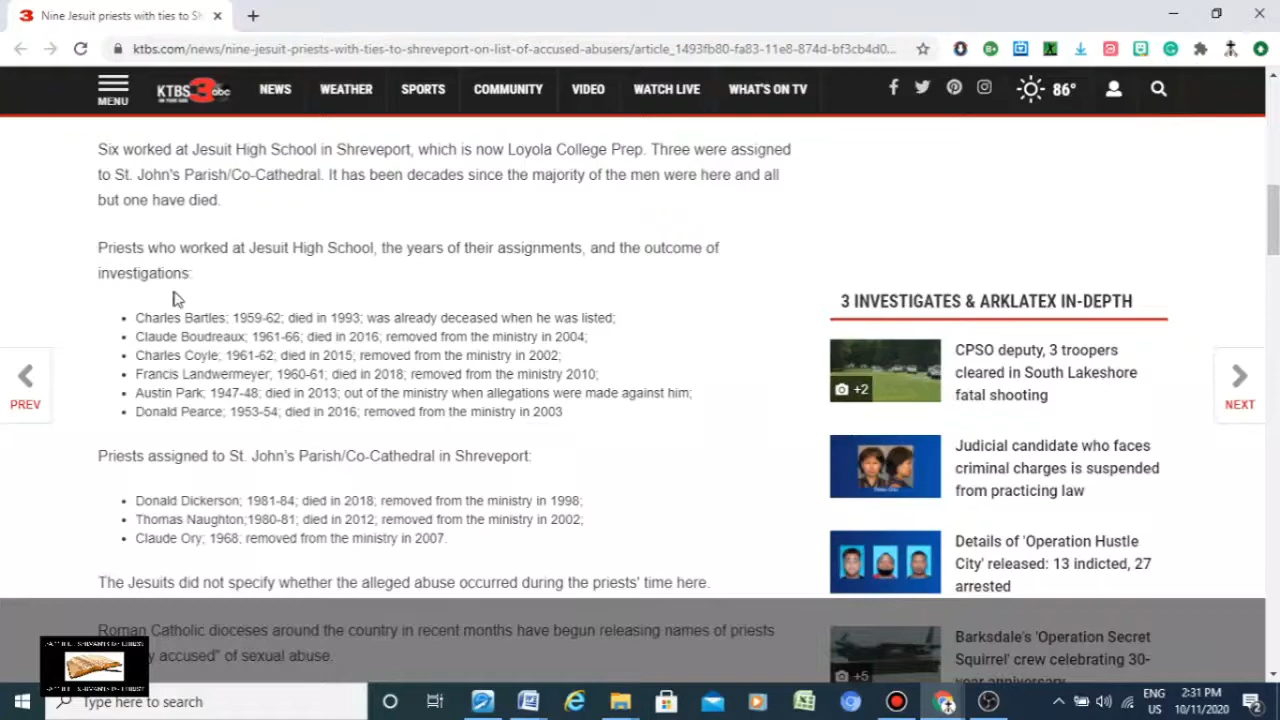 Nine Jesuit priests with ties to Sh
ktbs.com/news/nine-jesuit-priests-with-ties-to-shreveport-on-list-of-accused-abusers/article_1493fb80-fa83-11e8-874d-bf3cb4d0...
MENU
KTBS 3 abc
NEWS
WEATHER
SPORTS
COMMUNITY
VIDEO
WATCH LIVE
WHAT'S ON TV
86°
Six worked at Jesuit High School in Shreveport, which is now Loyola College Prep. Three were assigned
to St. John's Parish/Co-Cathedral. It has been decades since the majority of the men were here and all
but one have died.
Priests who worked at Jesuit High School, the years of their assignments, and the outcome of
investigations:
• Charles Bartles; 1959-62; died in 1993; was already deceased when he was listed;
• Claude Boudreaux; 1961-66; died in 2016; removed from the ministry in 2004;
• Charles Coyle; 1961-62; died in 2015; removed from the ministry in 2002;
• Francis Landwermeyer; 1960-61; died in 2018; removed from the ministry 2010;
• Austin Park; 1947-48; died in 2013; out of the ministry when allegations were made against him;
• Donald Pearce; 1953-54; died in 2016; removed from the ministry in 2003
Priests assigned to St. John's Parish/Co-Cathedral in Shreveport:
• Donald Dickerson; 1981-84; died in 2018; removed from the ministry in 1998;
• Thomas Naughton;1980-81; died in 2012; removed from the ministry in 2002;
• Claude Ory; 1968; removed from the ministry in 2007.
The Jesuits did not specify whether the alleged abuse occurred during the priests' time here.
Roman Catholic dioceses around the country in recent months have begun releasing names of priests
accused" of sexual abuse.
PREV
NEXT
3 INVESTIGATES & ARKLATEX IN-DEPTH
+2
CPSO deputy, 3 troopers
cleared in South Lakeshore
fatal shooting
Judicial candidate who faces
criminal charges is suspended
from practicing law
Details of 'Operation Hustle
City' released: 13 indicted, 27
arrested
+5
Barksdale's 'Operation Secret
Squirrel' crew celebrating 30-
year anniversary
Type here to search
ENG
US
2:31 PM
10/11/2020
2